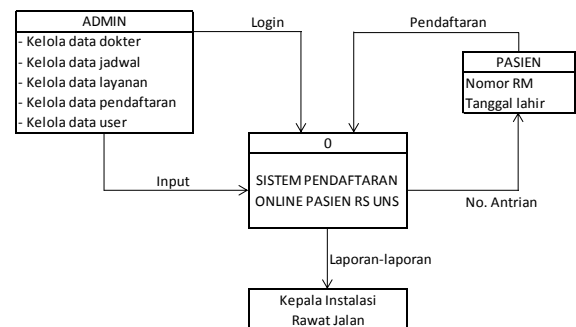 ADMIN
- Kelola data dokter
- Kelola data jadwal
- Kelola data layanan
- Kelola data pendaftaran
- Kelola data user
Login
Pendaftaran
PASIEN
Nomor RM
Tanggal lahir
0
SISTEM PENDAFTARAN
ONLINE PASIEN RS UNS
Input
No. Antrian
Laporan-laporan
Kepala Instalasi
Rawat Jalan